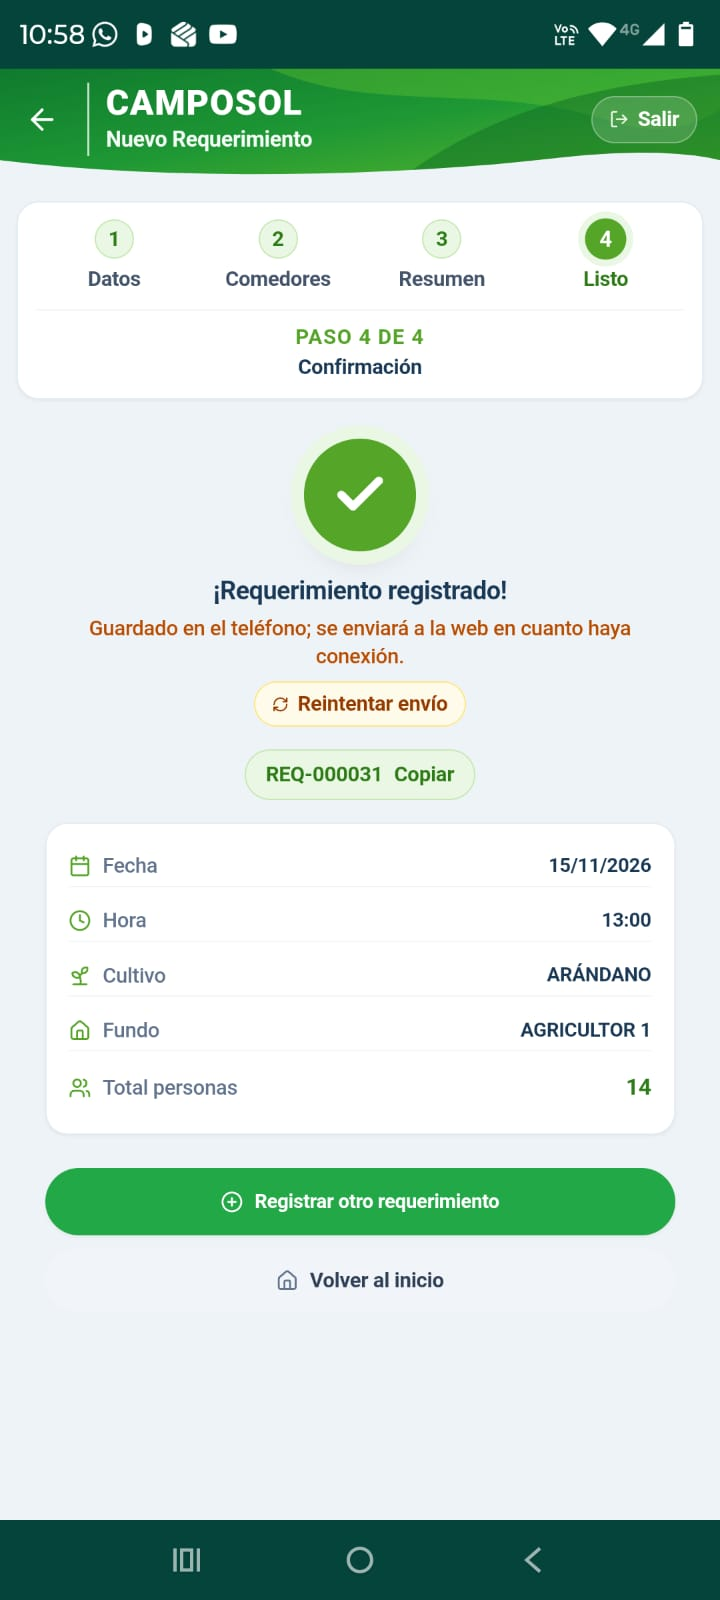 10:58
Vo)) LTE
4G
CAMPOSOL
Nuevo Requerimiento
Salir
1
2
3
4
Datos
Comedores
Resumen
Listo
PASO 4 DE 4
Confirmación
¡Requerimiento registrado!
Guardado en el teléfono; se enviará a la web en cuanto haya
conexión.
Reintentar envío
REQ-000031 Copiar
Fecha 15/11/2026
Hora 13:00
Cultivo ARÁNDANO
Fundo AGRICULTOR 1
Total personas 14
Registrar otro requerimiento
Volver al inicio